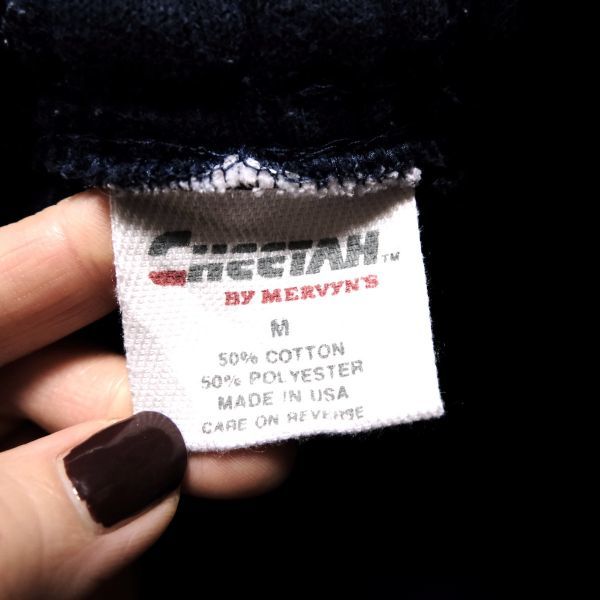 CHEETAH™
BY MERVYN'S
M
50% COTTON
50% POLYESTER
MADE IN USA
CARE ON REVERSE